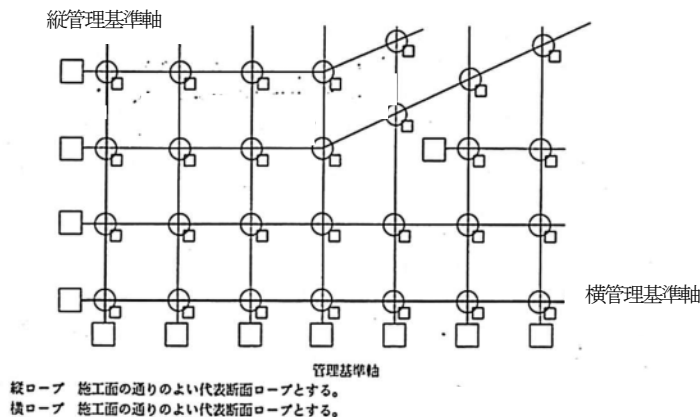 縦管理基準軸
横管理基準軸
管理基準軸
縦ロープ 施工面の通りのよい代表断面ロープとする。
横ロープ 施工面の通りのよい代表断面ロープとする。